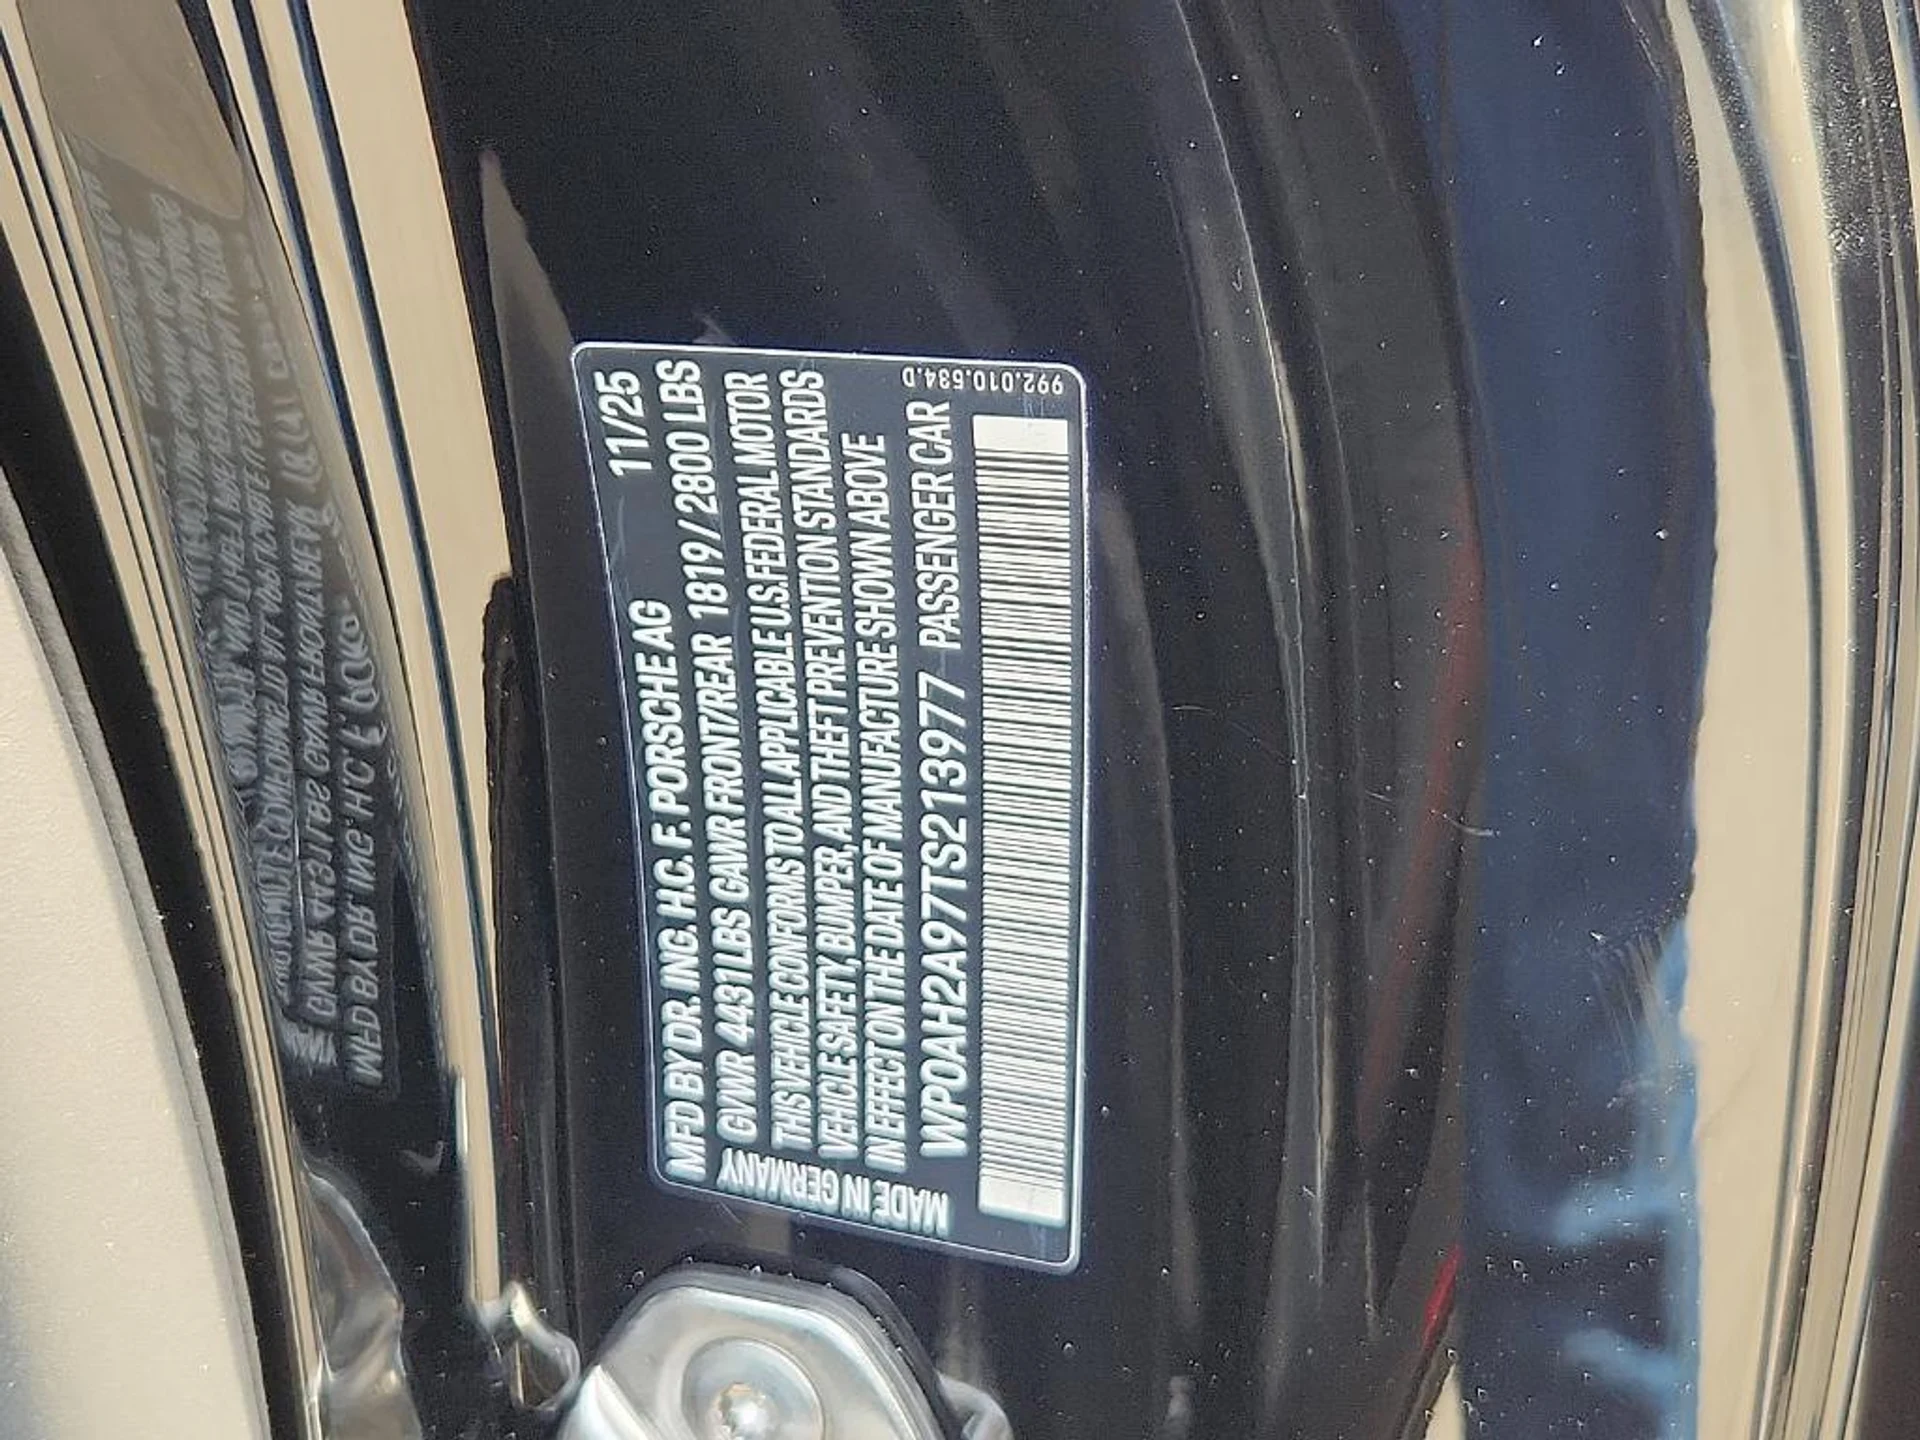 MFD BY DR. ING. H.C. F. PORSCHE AG 11/25
GVWR 4431 LBS GAWR FRONT/REAR 1819 / 2800 LBS
THIS VEHICLE CONFORMS TO ALL APPLICABLE U.S. FEDERAL MOTOR
VEHICLE SAFETY, BUMPER, AND THEFT PREVENTION STANDARDS
IN EFFECT ON THE DATE OF MANUFACTURE SHOWN ABOVE
WP0AH2A97TS213977 PASSENGER CAR
MADE IN GERMANY
992.010.534.D